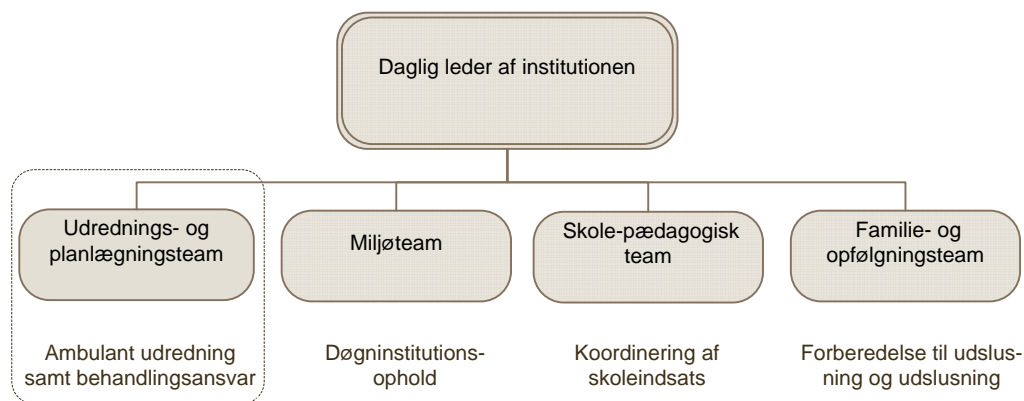 Daglig leder af institutionen
Udrednings- og
planlægningsteam
Miljøteam
Skole-pædagogisk
team
Familie- og
opfølgningsteam
Ambulant udredning
samt behandlingsansvar
Døgninstitutions-
ophold
Koordinering af
skoleindsats
Forberedelse til udslus-
ning og udslusning